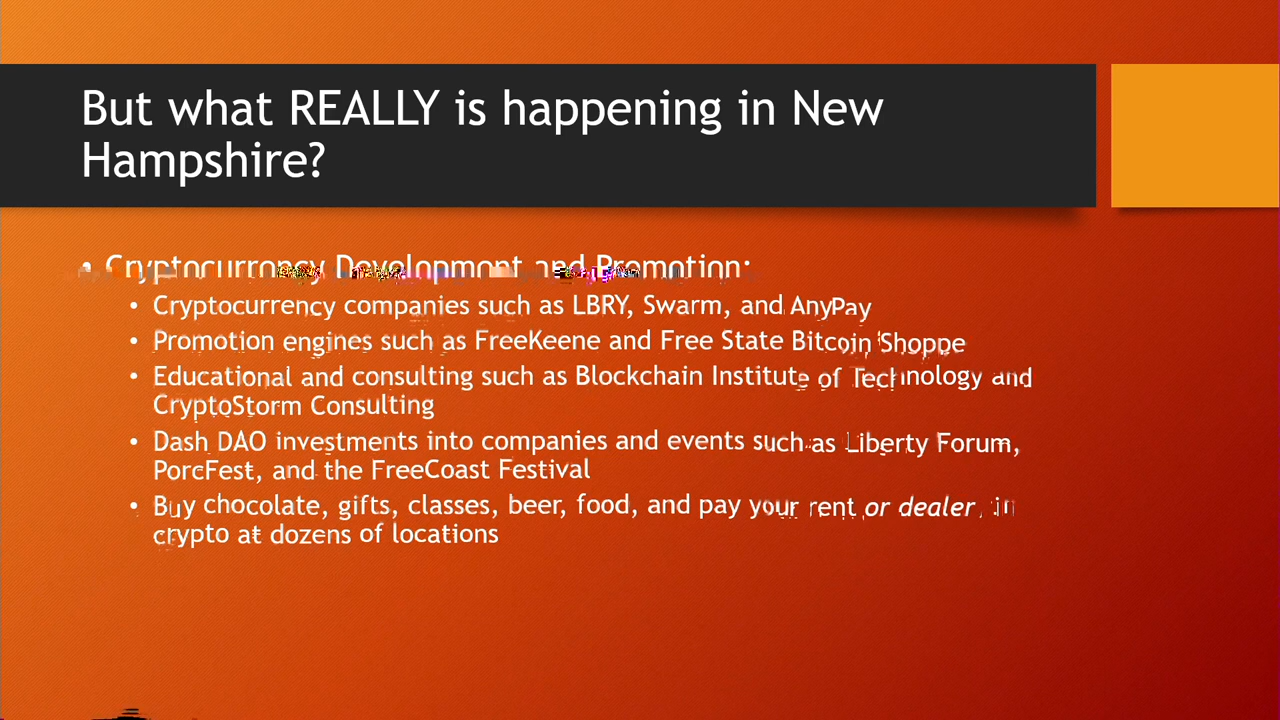 But what REALLY is happening in New
Hampshire?
• Cryptocurrency Development and Promotion:
• Cryptocurrency companies such as LBRY, Swarm, and AnyPay
• Promotion engines such as FreeKeene and Free State Bitcoin Shoppe
• Educational and consulting such as Blockchain Institute of Technology and
CryptoStorm Consulting
• Dash DAO investments into companies and events such as Liberty Forum,
PorcFest, and the FreeCoast Festival
• Buy chocolate, gifts, classes, beer, food, and pay your rent or dealer, in
crypto at dozens of locations